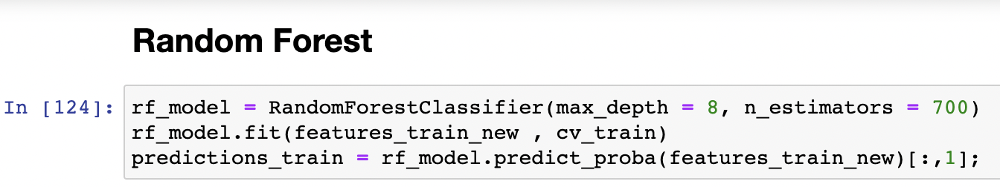 Random Forest
In [124]: rf_model = RandomForestClassifier(max_depth = 8, n_estimators = 700)
rf_model.fit(features_train_new , cv_train)
predictions_train = rf_model.predict_proba(features_train_new)[:,1];